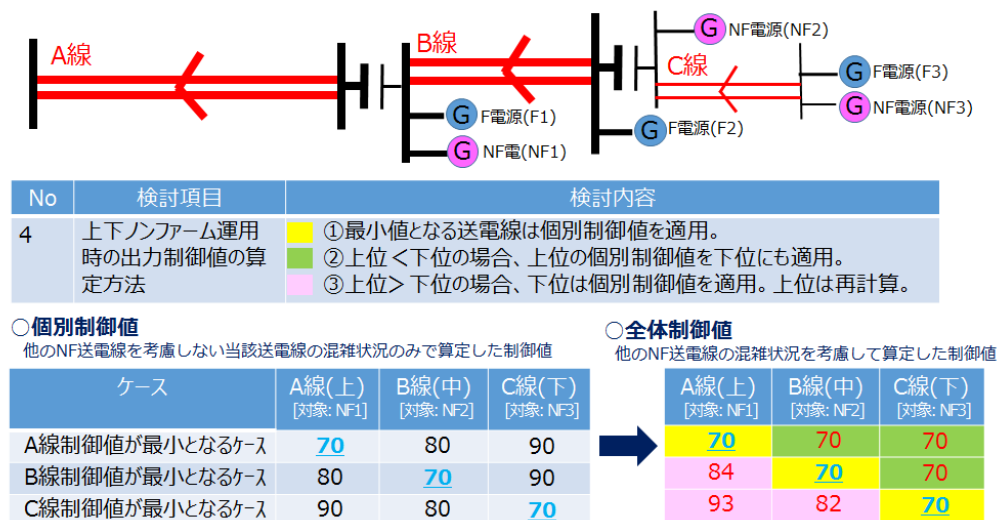 A線
B線
C線
G NF電源(NF2)
G F電源(F3)
G NF電源(NF3)
G F電源(F1)
G F電源(F2)
G NF電(NF1)
No 検討項目 検討内容
4 上下ノンファーム運用時の出力制御値の算定方法
①最小値となる送電線は個別制御値を適用。
②上位＜下位の場合、上位の個別制御値を下位にも適用。
③上位＞下位の場合、下位は個別制御値を適用。上位は再計算。
○個別制御値
他のNF送電線を考慮しない当該送電線の混雑状況のみで算定した制御値
ケース A線(上) B線(中) C線(下)
[対象: NF1] [対象: NF2] [対象: NF3]
A線制御値が最小となるケース 70 80 90
B線制御値が最小となるケース 80 70 90
C線制御値が最小となるケース 90 80 70
○全体制御値
他のNF送電線の混雑状況を考慮して算定した制御値
A線(上) B線(中) C線(下)
[対象: NF1] [対象: NF2] [対象: NF3]
70 70 70
84 70 70
93 82 70